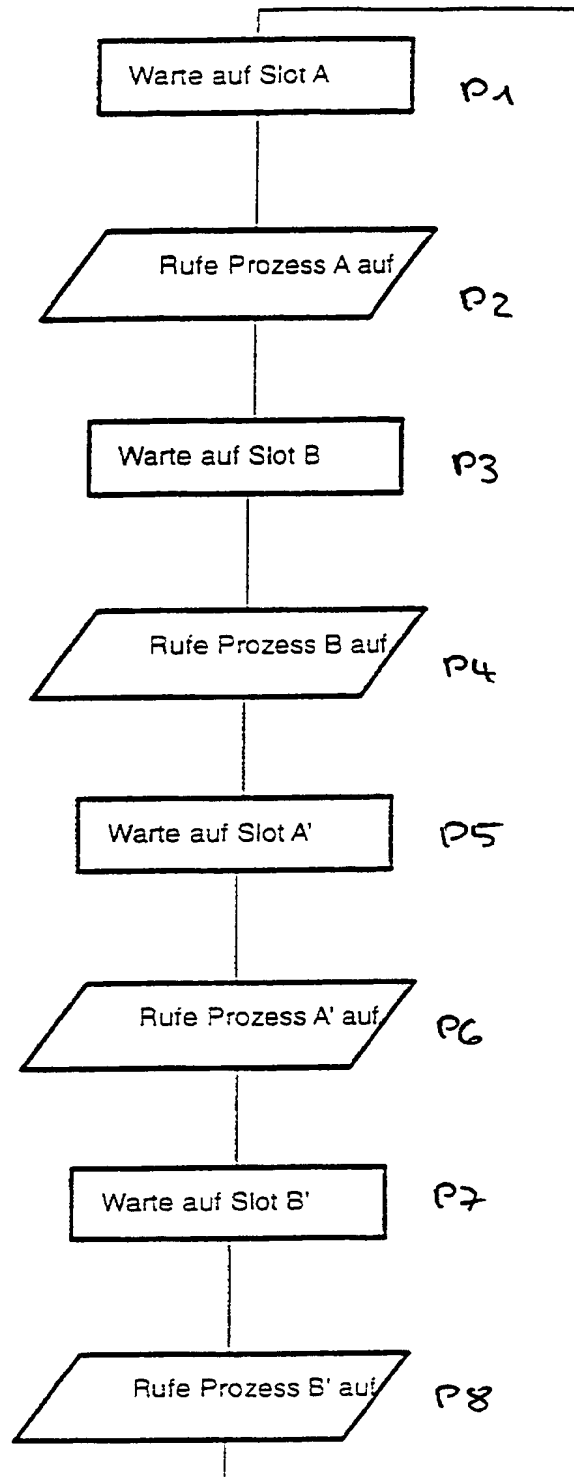 Warte auf Slot A
P1
Rufe Prozess A auf
P2
Warte auf Slot B
P3
Rufe Prozess B auf
P4
Warte auf Slot A'
P5
Rufe Prozess A' auf
P6
Warte auf Slot B'
P7
Rufe Prozess B' auf
P8